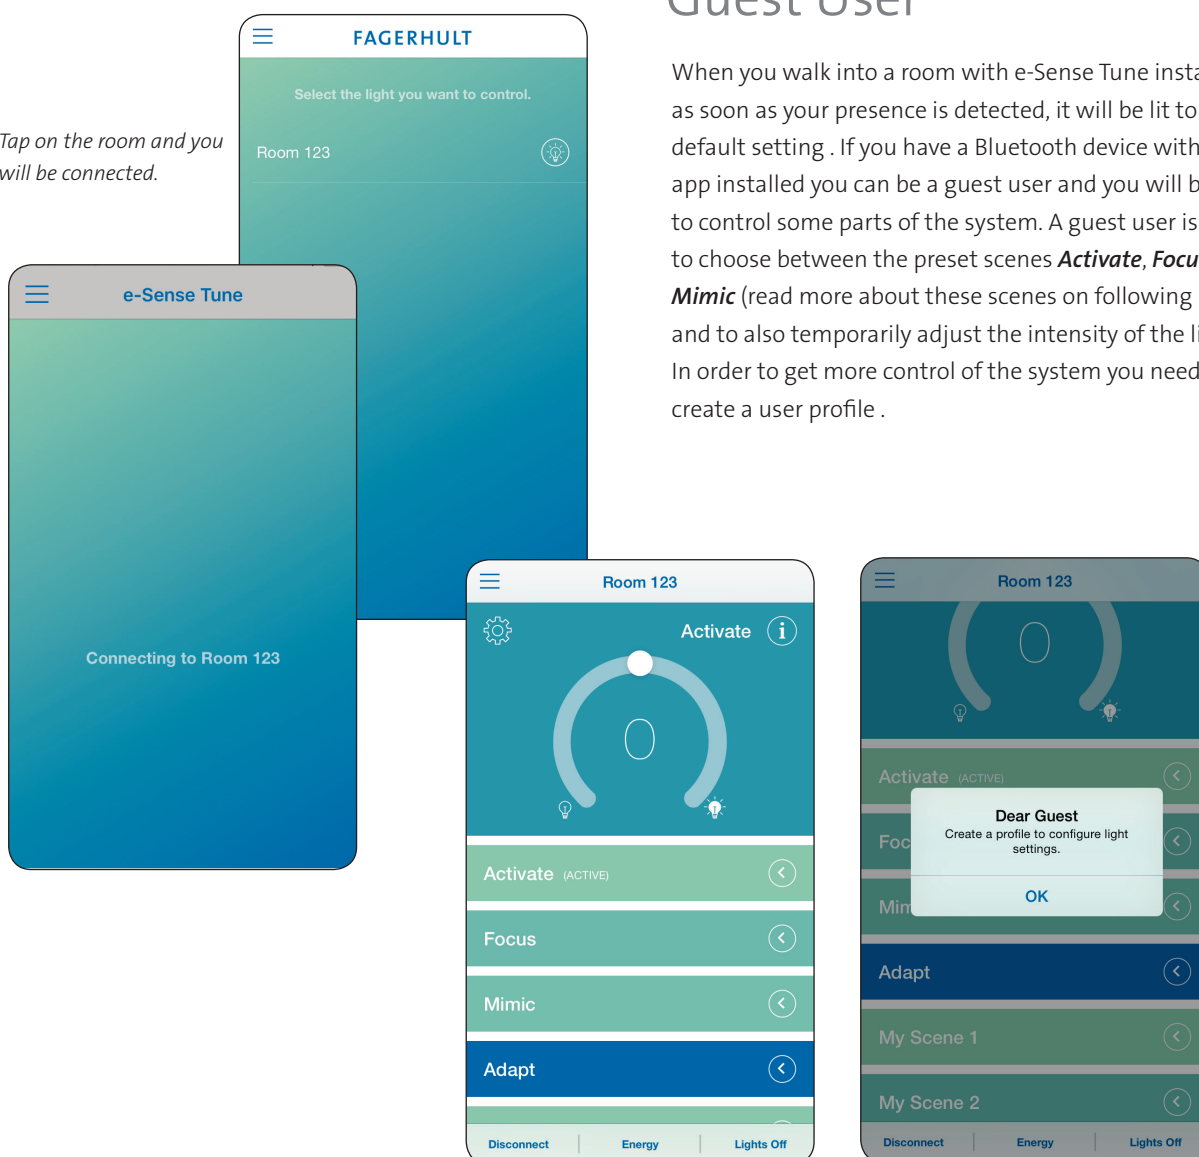 Guest User
When you walk into a room with e-Sense Tune
as soon as your presence is detected, it will be lit to
default setting . If you have a Bluetooth device with
app installed you can be a guest user and you will
to control some parts of the system. A guest user is
to choose between the preset scenes Activate,
Mimic (read more about these scenes on following
and to also temporarily adjust the intensity of the
In order to get more control of the system you need
create a user profile .
FAGERHULT
Select the light you want to control.
Room 123
Tap on the room and you
will be connected.
e-Sense Tune
Connecting to Room 123
Room 123
Activate i
0
Activate (ACTIVE)
Focus
Mimic
Adapt
Disconnect Energy Lights Off
Room 123
0
Activate (ACTIVE)
Foc
Mim
Dear Guest
Create a profile to configure light
settings.
OK
Adapt
My Scene 1
My Scene 2
Disconnect Energy Lights Off